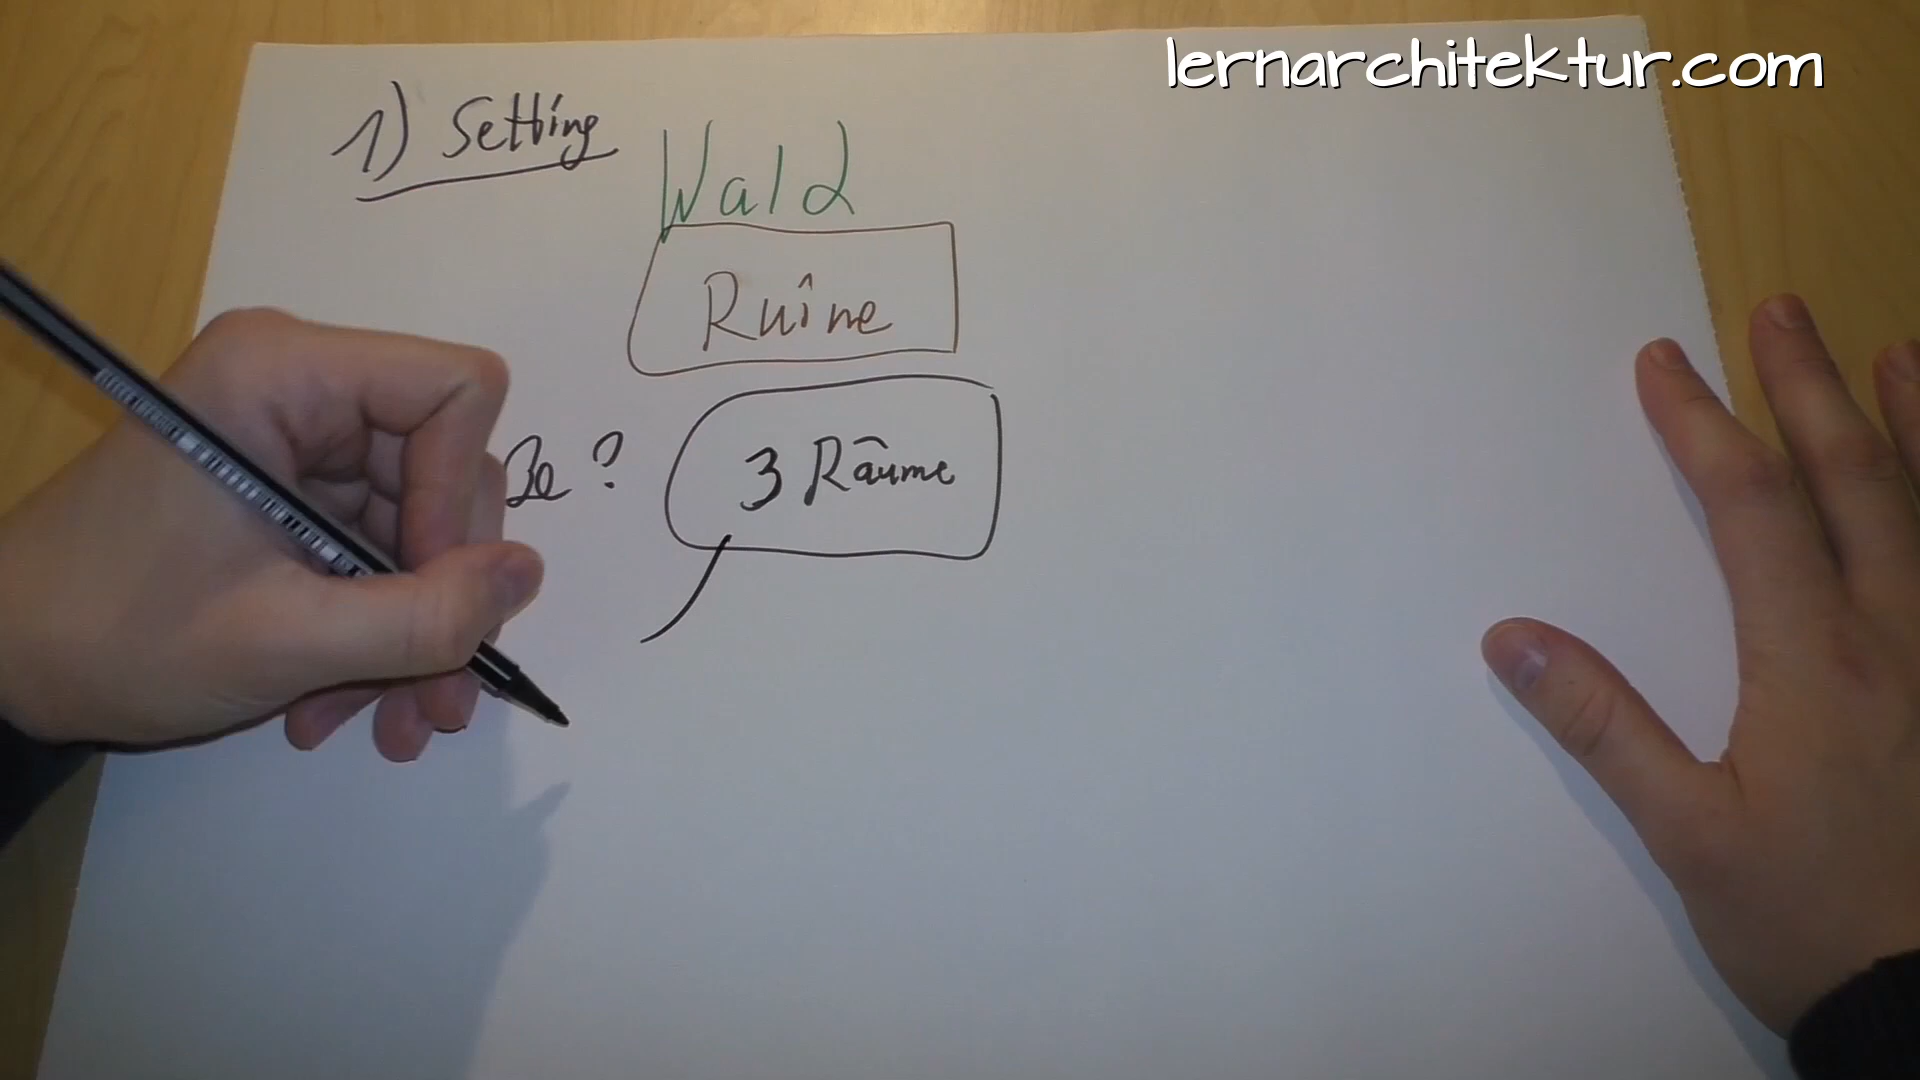 lernarchitektur.com
1) Setting
Wald
Ruine
?
3 Räume